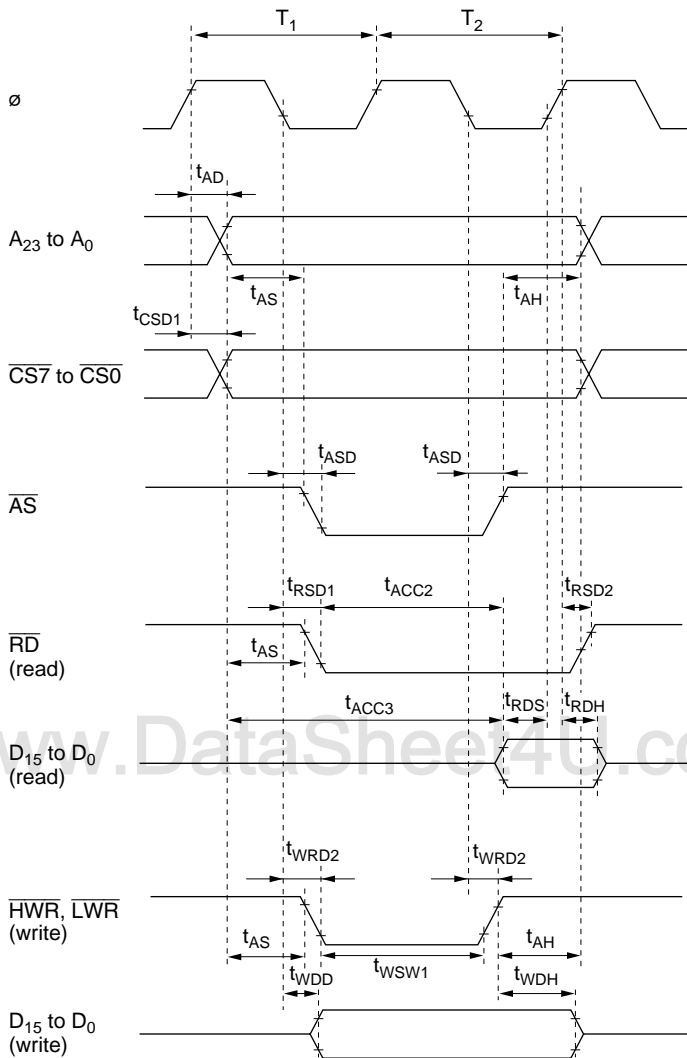 T1 T2
ø
tAD
A23 to A0
tAS tAH
tCSD1
CS7 to CS0
tASD tASD
AS
tRSD1 tACC2 tRSD2
RD
(read)
tAS
tACC3 tRDS tRDH
www.DataSheet4U.co
D15 to D0
(read)
tWRD2 tWRD2
HWR, LWR
(write)
tAS tWSW1 tAH
tWDD tWDH
D15 to D0
(write)